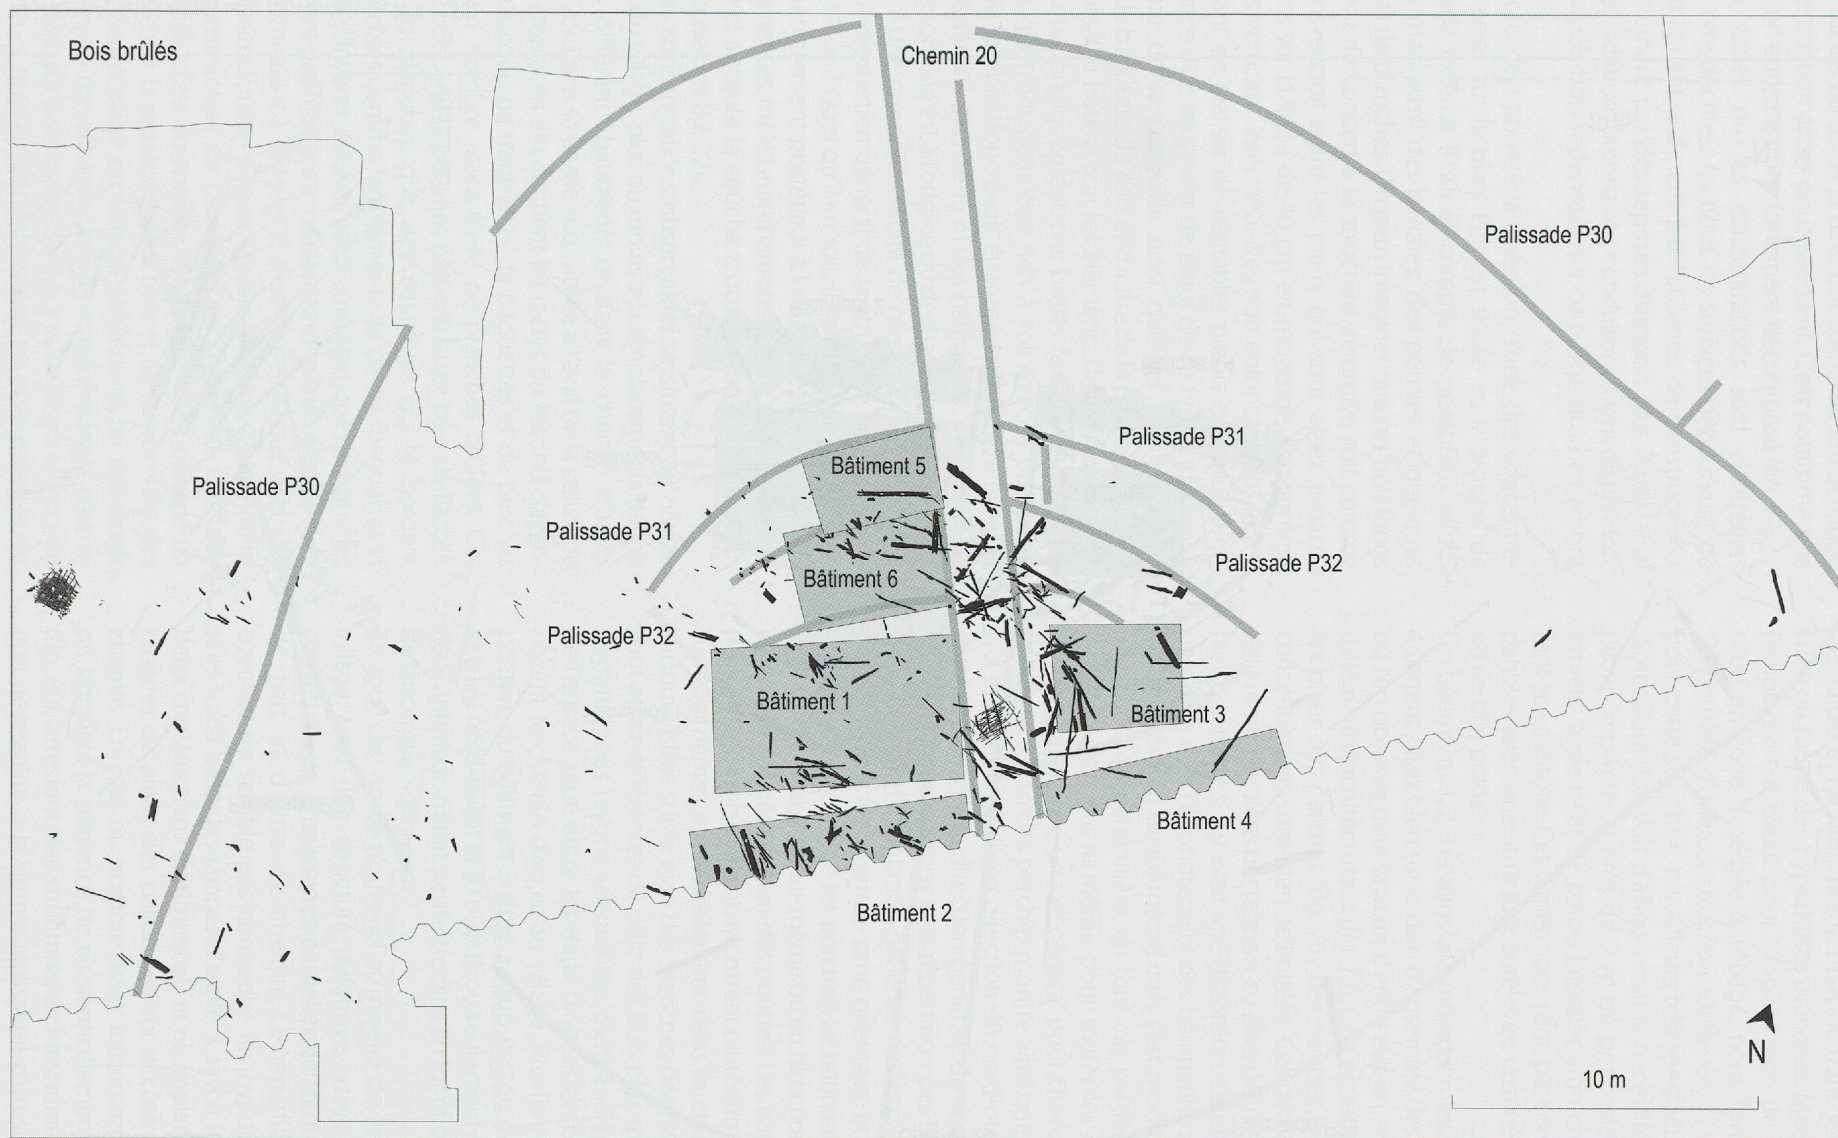 Bois brûlés
Chemin 20
Palissade P30
Palissade P31
Bâtiment 5
Palissade P30
Palissade P31
Palissade P32
Bâtiment 6
Palissade P32
Bâtiment 1
Bâtiment 3
Bâtiment 4
Bâtiment 2
N
10 m